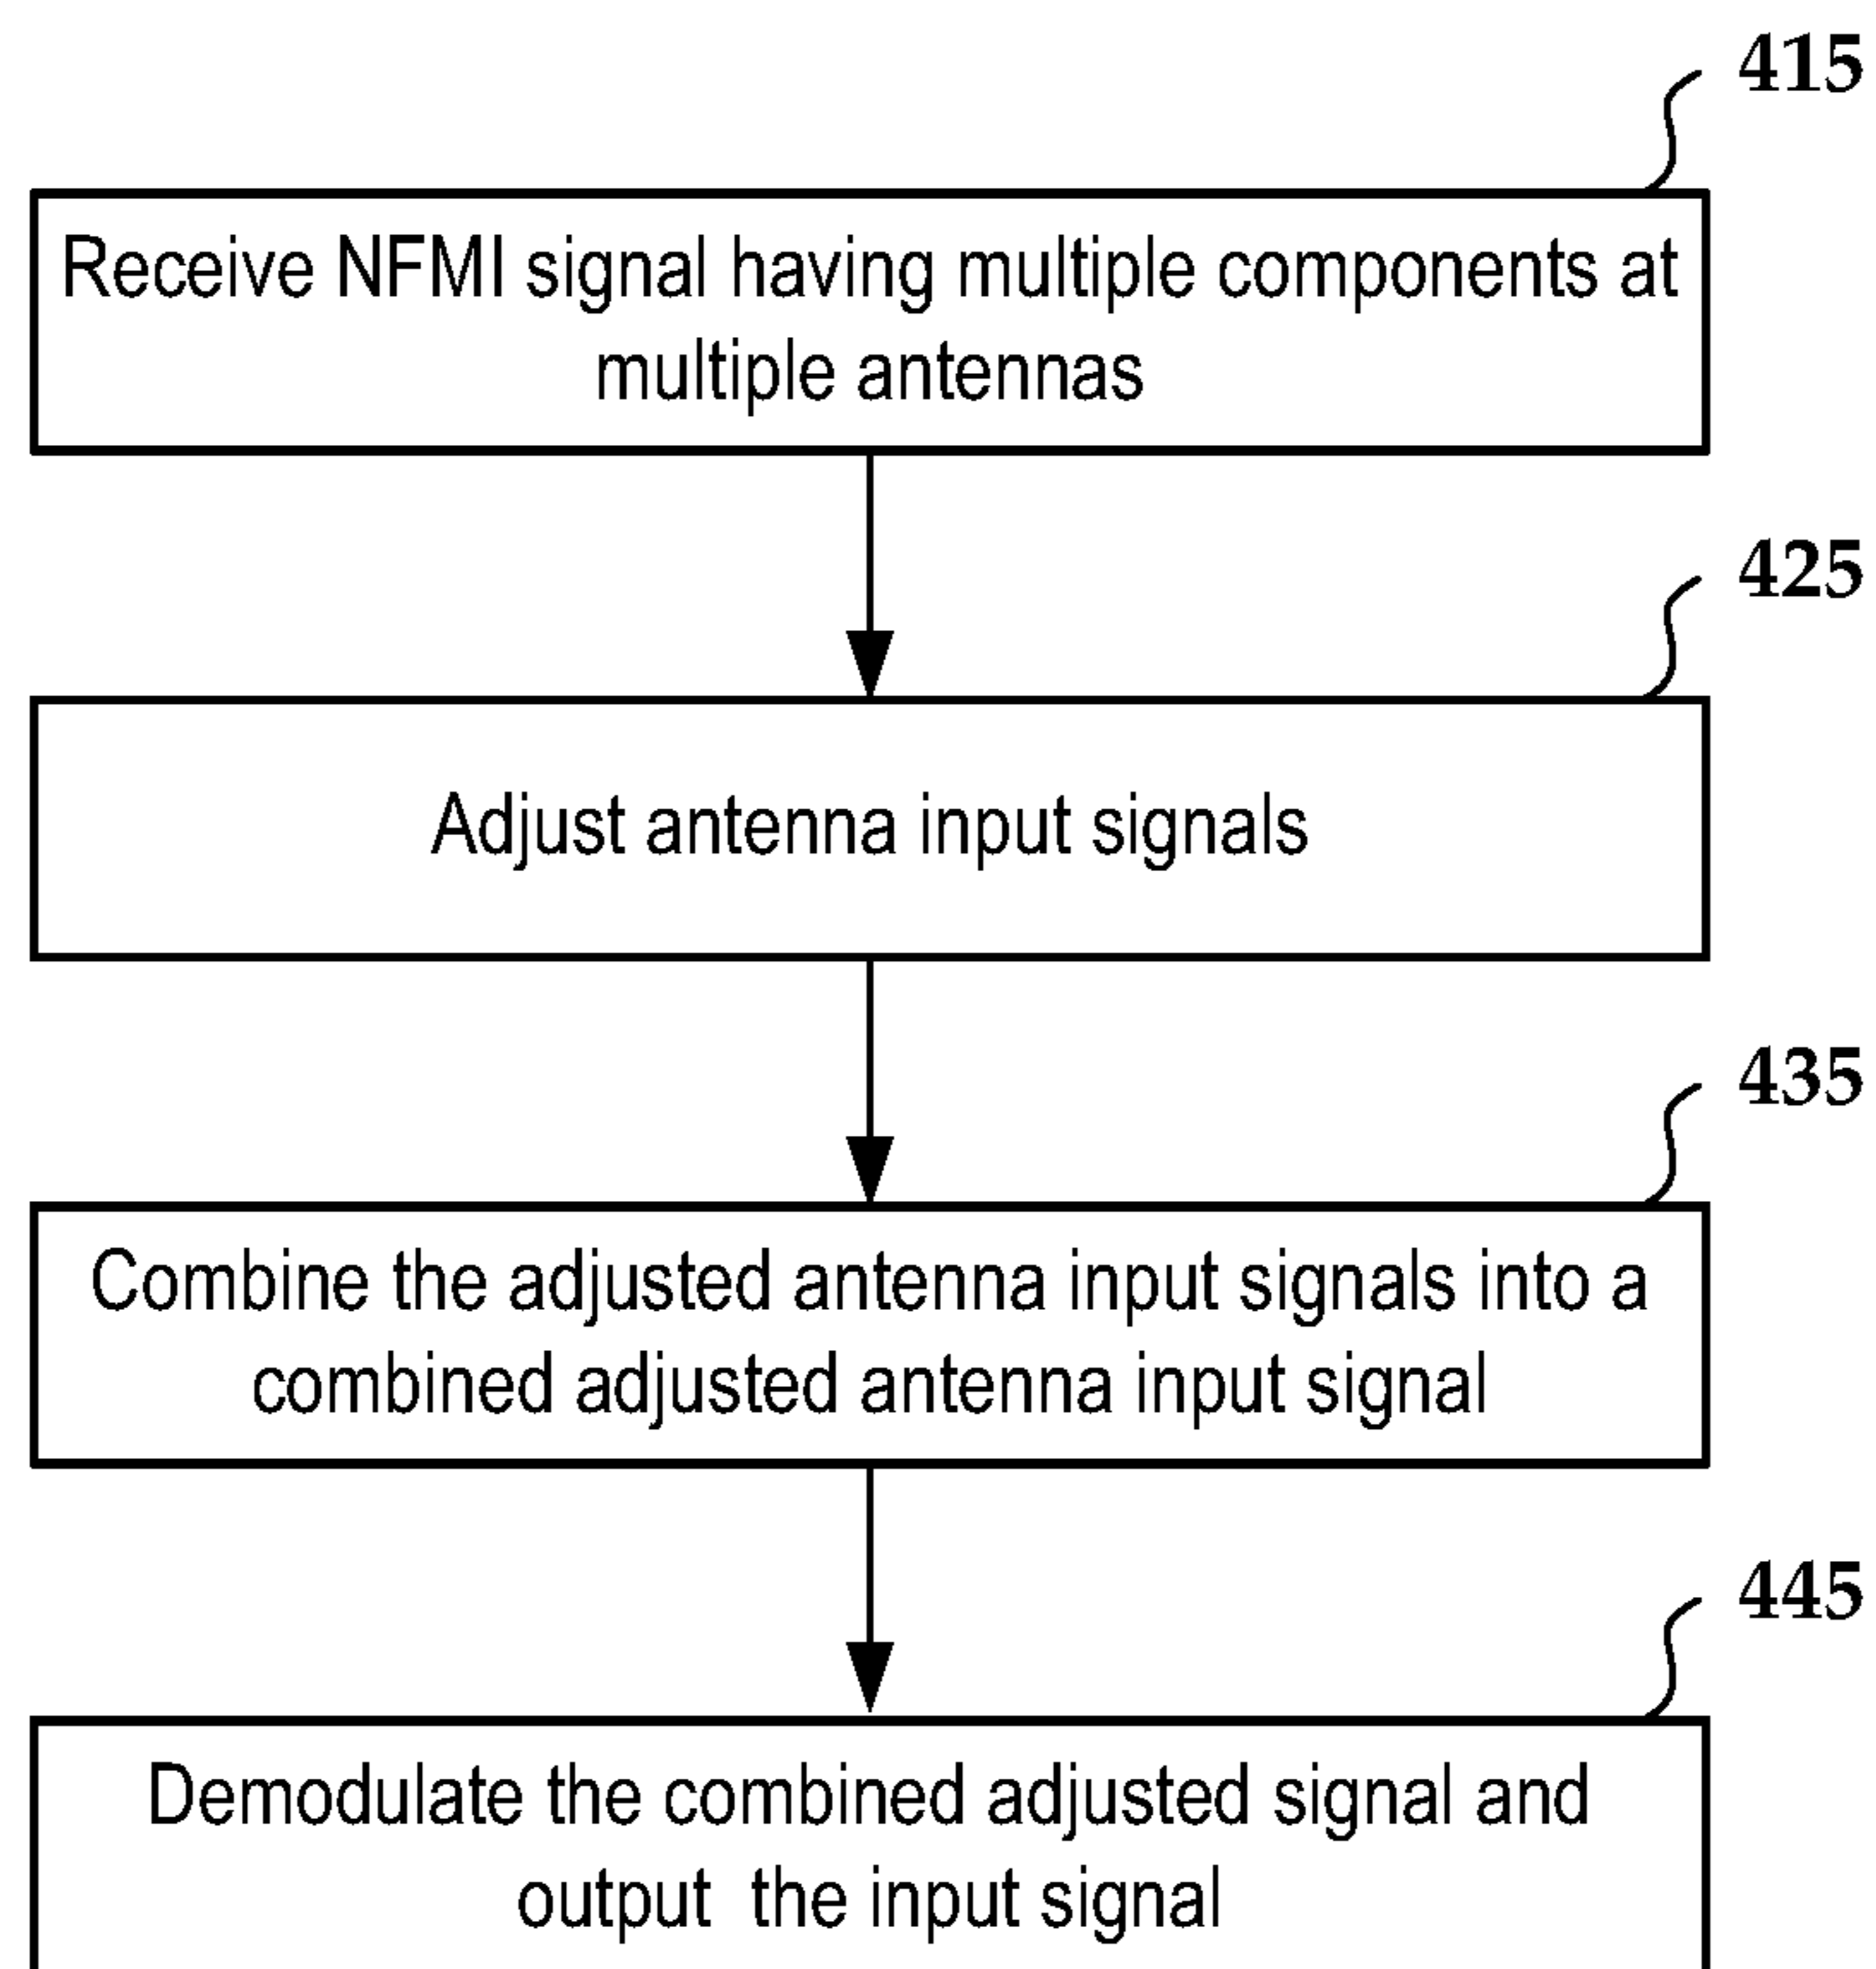 415
Receive NFMI signal having multiple components at
multiple antennas
425
Adjust antenna input signals
435
Combine the adjusted antenna input signals into a
combined adjusted antenna input signal
445
Demodulate the combined adjusted signal and
output the input signal